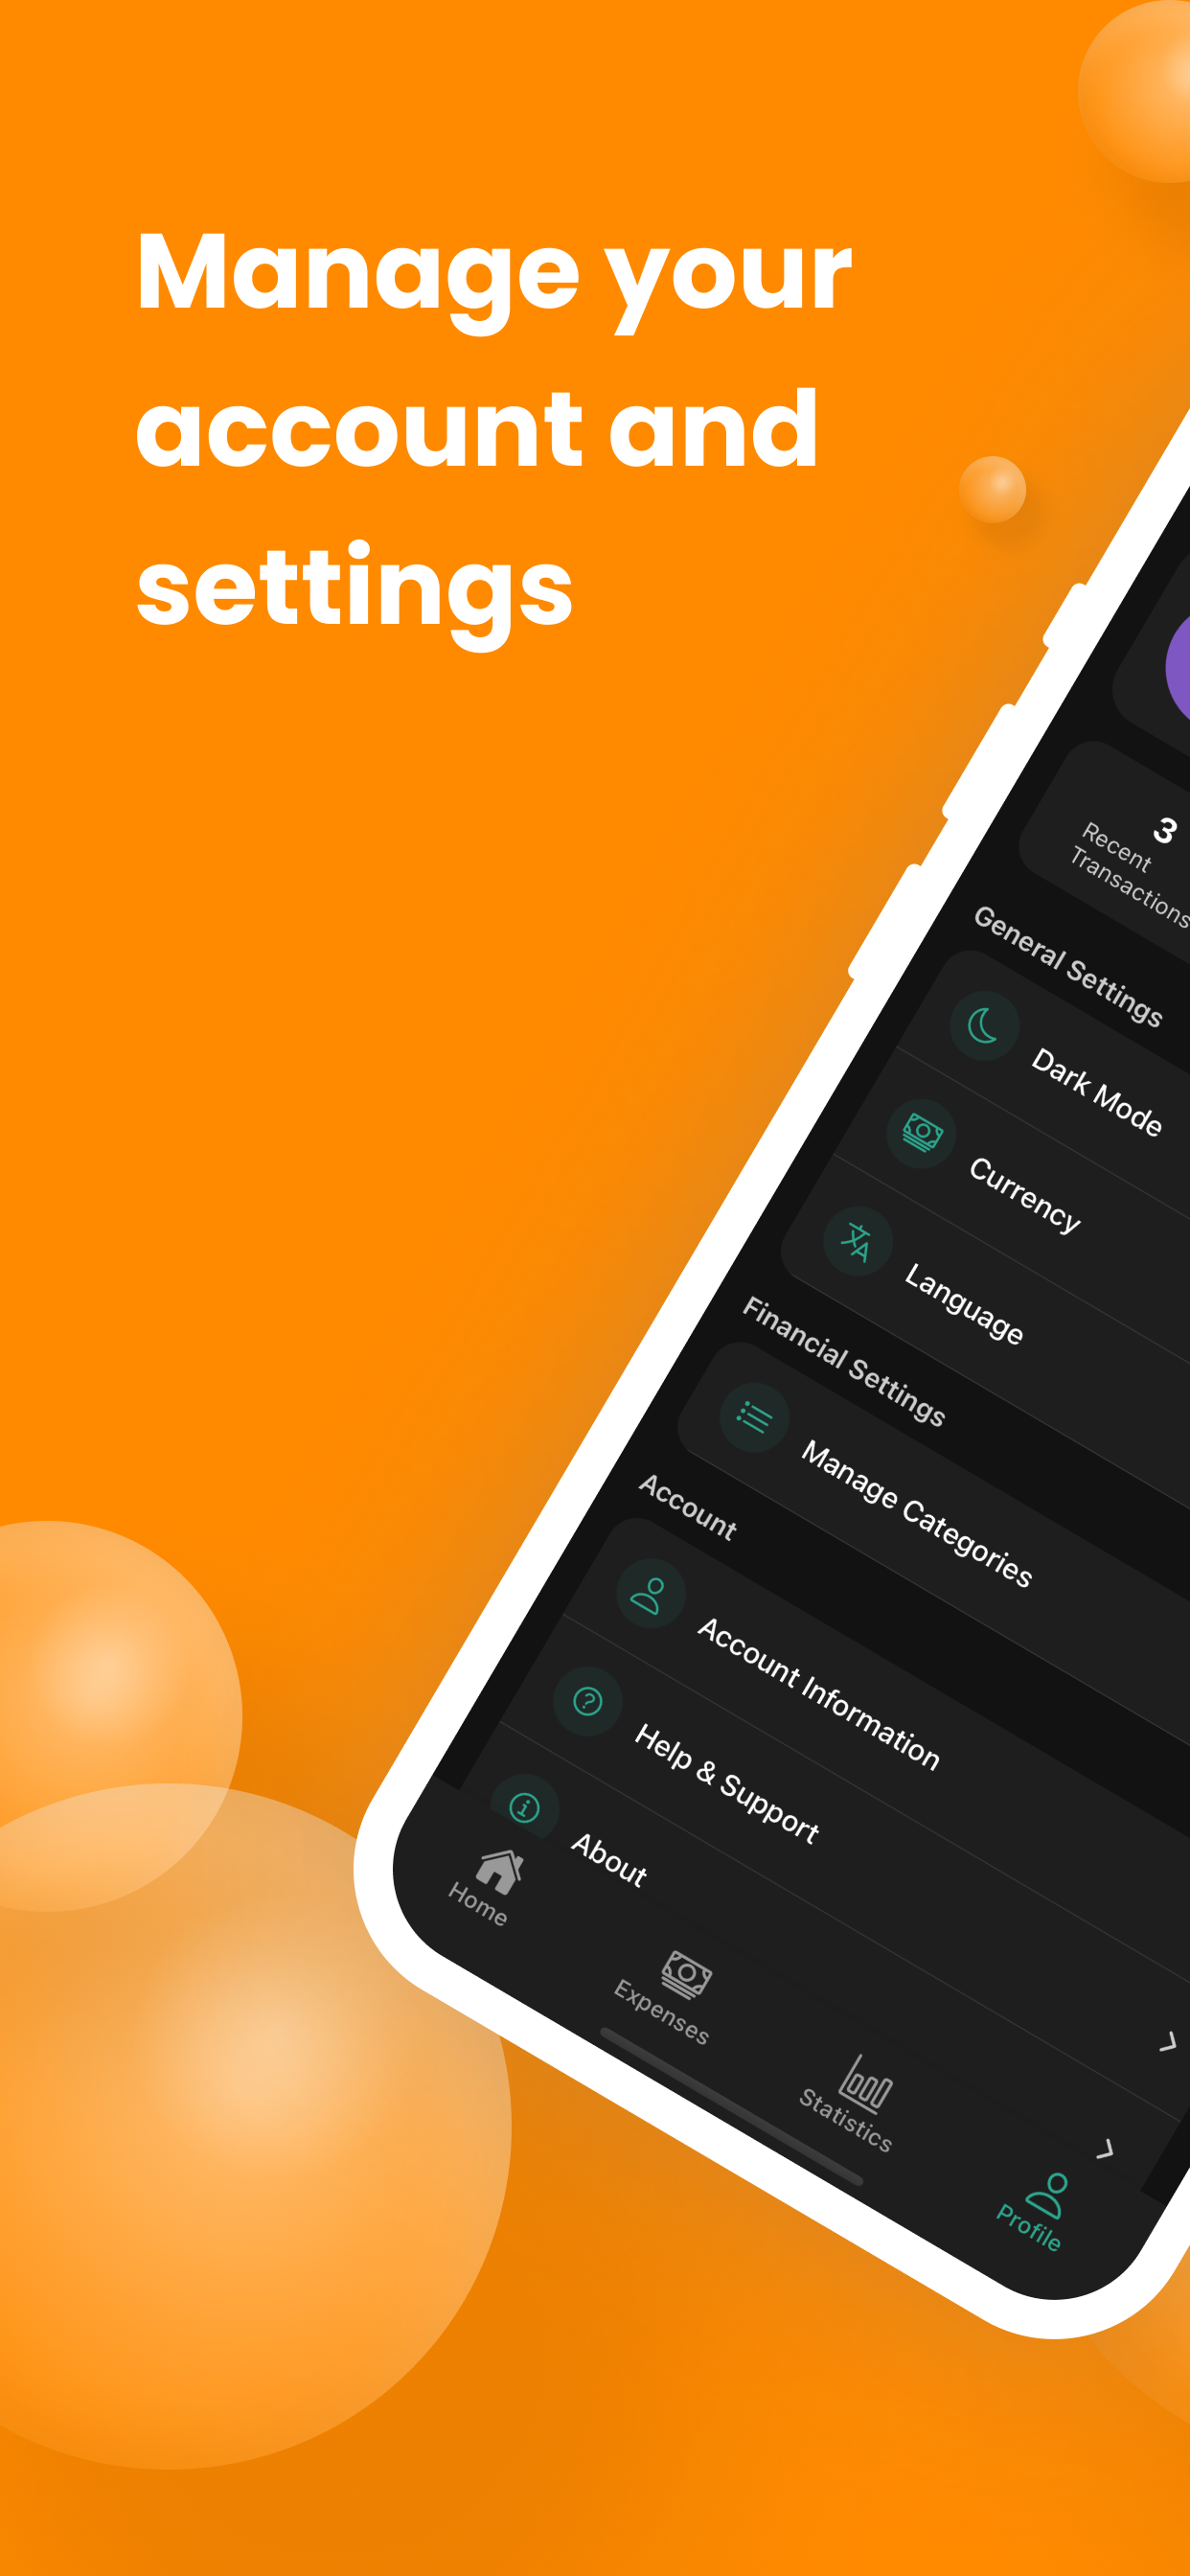 Manage your
account and
settings
3
Recent
Transactions
General Settings
Dark Mode
Currency
Language
Financial Settings
Manage Categories
Account
Account Information
Help & Support
About
Home
Expenses
Statistics
Profile